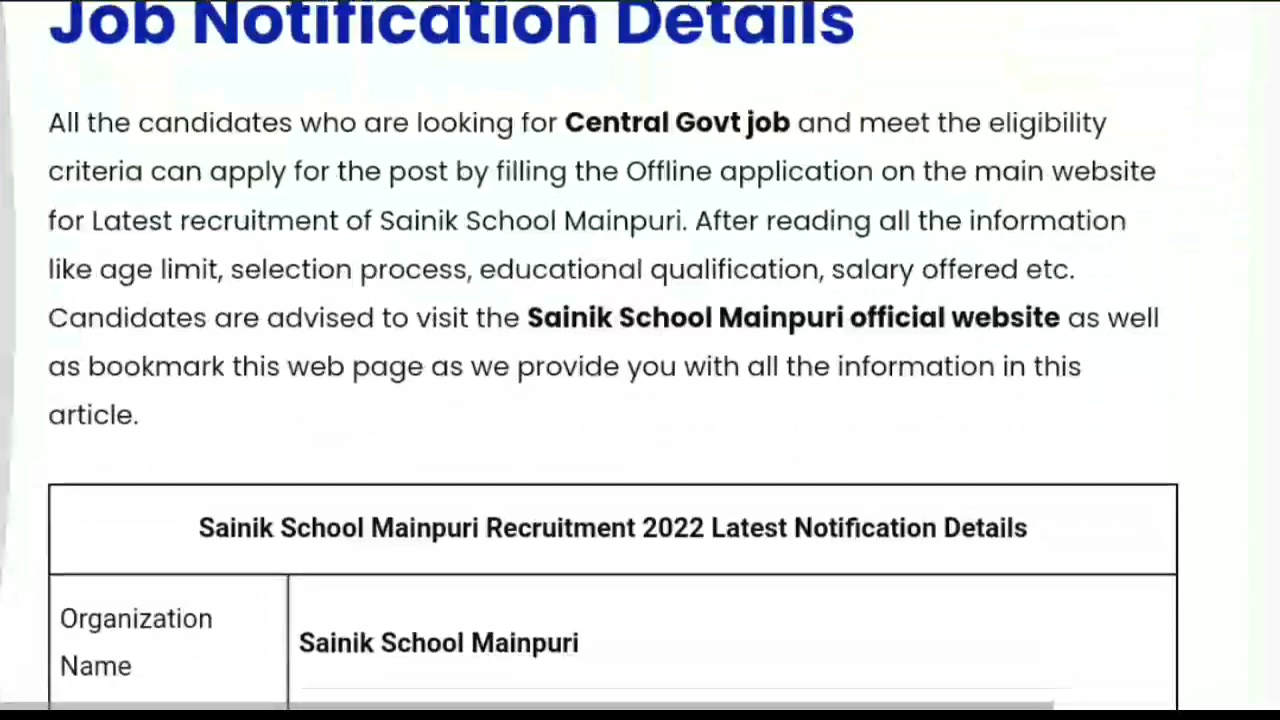 Job Notification Details
All the candidates who are looking for Central Govt job and meet the eligibility
criteria can apply for the post by filling the Offline application on the main website
for Latest recruitment of Sainik School Mainpuri. After reading all the information
like age limit, selection process, educational qualification, salary offered etc.
Candidates are advised to visit the Sainik School Mainpuri official website as well
as bookmark this web page as we provide you with all the information in this
article.
Sainik School Mainpuri Recruitment 2022 Latest Notification Details
Organization
Name
Sainik School Mainpuri